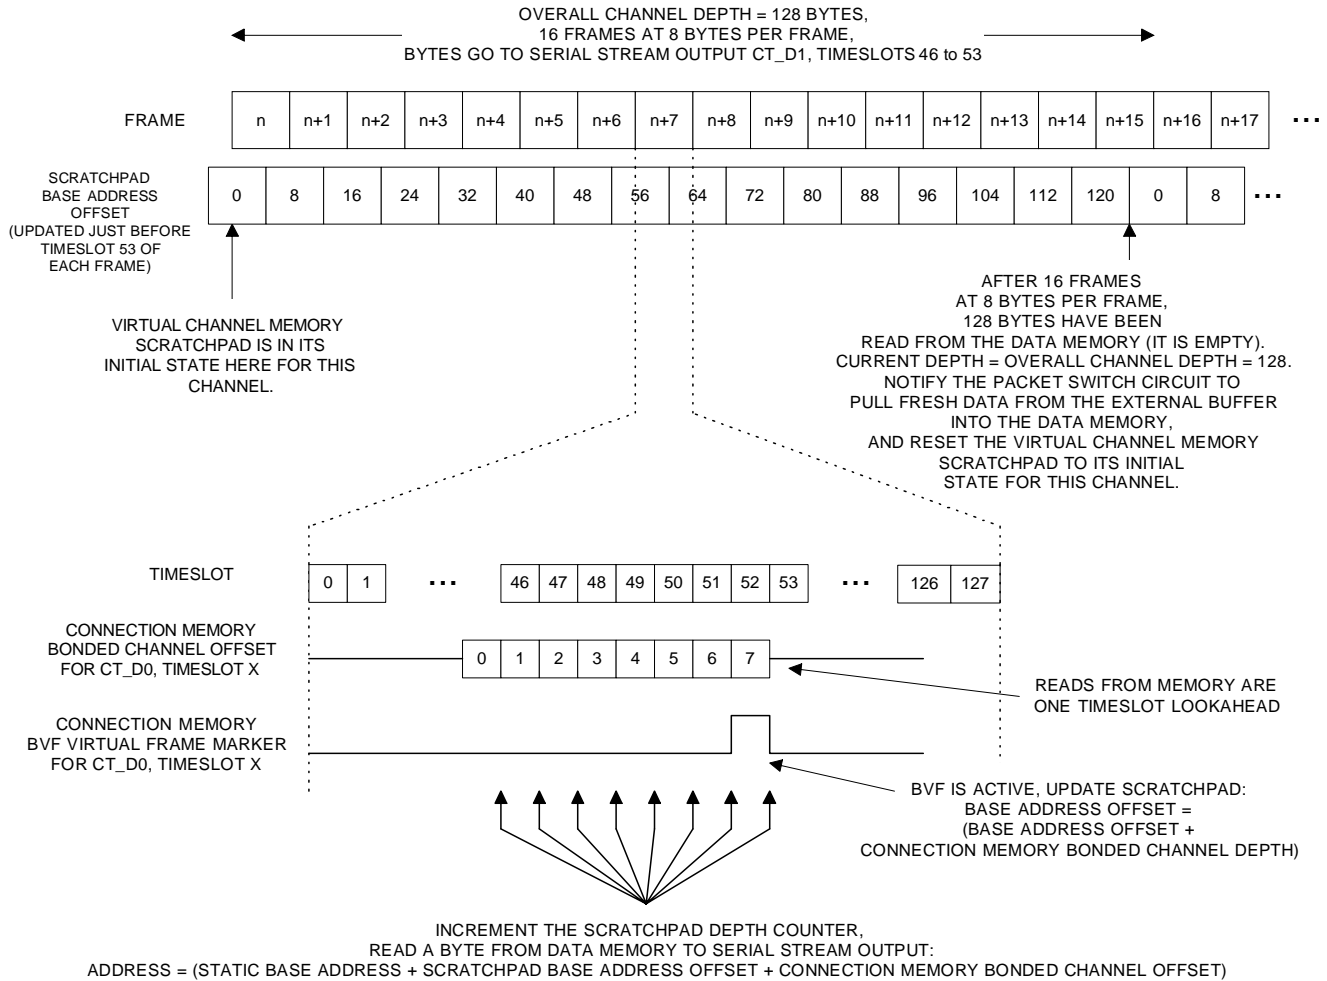 OVERALL CHANNEL DEPTH = 128 BYTES,
16 FRAMES AT 8 BYTES PER FRAME,
BYTES GO TO SERIAL STREAM OUTPUT CT_D1, TIMESLOTS 46 to 53
FRAME n n+1 n+2 n+3 n+4 n+5 n+6 n+7 n+8 n+9 n+10 n+11 n+12 n+13 n+14 n+15 n+16 n+17 ...
SCRATCHPAD
BASE ADDRESS
OFFSET
(UPDATED JUST BEFORE
TIMESLOT 53 OF
EACH FRAME)
0 8 16 24 32 40 48 56 64 72 80 88 96 104 112 120 0 8 ...
VIRTUAL CHANNEL MEMORY
SCRATCHPAD IS IN ITS
INITIAL STATE HERE FOR THIS
CHANNEL.
AFTER 16 FRAMES
AT 8 BYTES PER FRAME,
128 BYTES HAVE BEEN
READ FROM THE DATA MEMORY (IT IS EMPTY).
CURRENT DEPTH = OVERALL CHANNEL DEPTH = 128.
NOTIFY THE PACKET SWITCH CIRCUIT TO
PULL FRESH DATA FROM THE EXTERNAL BUFFER
INTO THE DATA MEMORY,
AND RESET THE VIRTUAL CHANNEL MEMORY
SCRATCHPAD TO ITS INITIAL
STATE FOR THIS CHANNEL.
TIMESLOT 0 1 ... 46 47 48 49 50 51 52 53 ... 126 127
CONNECTION MEMORY
BONDED CHANNEL OFFSET
FOR CT_D0, TIMESLOT X
0 1 2 3 4 5 6 7
READS FROM MEMORY ARE
ONE TIMESLOT LOOKAHEAD
CONNECTION MEMORY
BVF VIRTUAL FRAME MARKER
FOR CT_D0, TIMESLOT X
BVF IS ACTIVE, UPDATE SCRATCHPAD:
BASE ADDRESS OFFSET =
(BASE ADDRESS OFFSET +
CONNECTION MEMORY BONDED CHANNEL DEPTH)
INCREMENT THE SCRATCHPAD DEPTH COUNTER,
READ A BYTE FROM DATA MEMORY TO SERIAL STREAM OUTPUT:
ADDRESS = (STATIC BASE ADDRESS + SCRATCHPAD BASE ADDRESS OFFSET + CONNECTION MEMORY BONDED CHANNEL OFFSET)